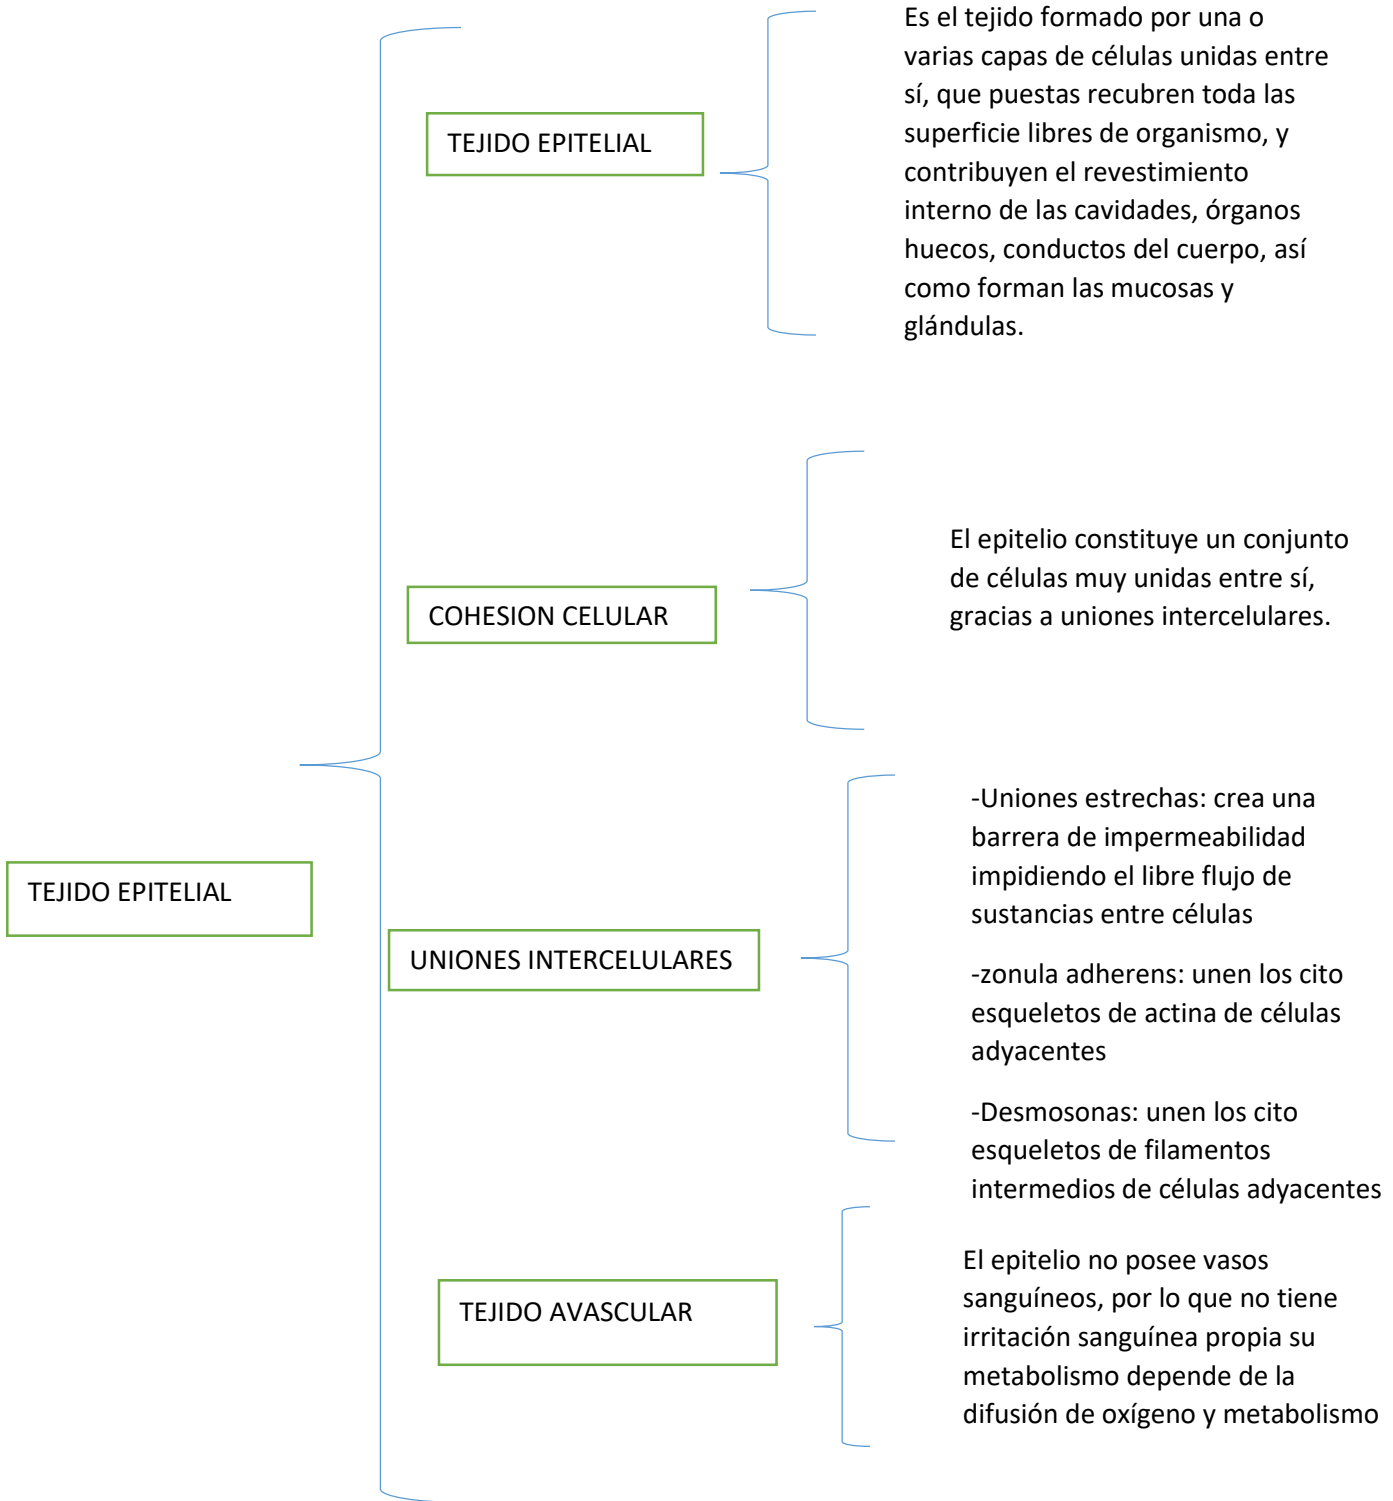 TEJIDO EPITELIAL
TEJIDO EPITELIAL
Es el tejido formado por una o
varias capas de células unidas entre
sí, que puestas recubren toda las
superficie libres de organismo, y
contribuyen el revestimiento
interno de las cavidades, órganos
huecos, conductos del cuerpo, así
como forman las mucosas y
glándulas.
COHESION CELULAR
El epitelio constituye un conjunto
de células muy unidas entre sí,
gracias a uniones intercelulares.
UNIONES INTERCELULARES
-Uniones estrechas: crea una
barrera de impermeabilidad
impidiendo el libre flujo de
sustancias entre células
-zonula adherens: unen los cito
esqueletos de actina de células
adyacentes
-Desmosonas: unen los cito
esqueletos de filamentos
intermedios de células adyacentes
TEJIDO AVASCULAR
El epitelio no posee vasos
sanguíneos, por lo que no tiene
irritación sanguínea propia su
metabolismo depende de la
difusión de oxígeno y metabolismo